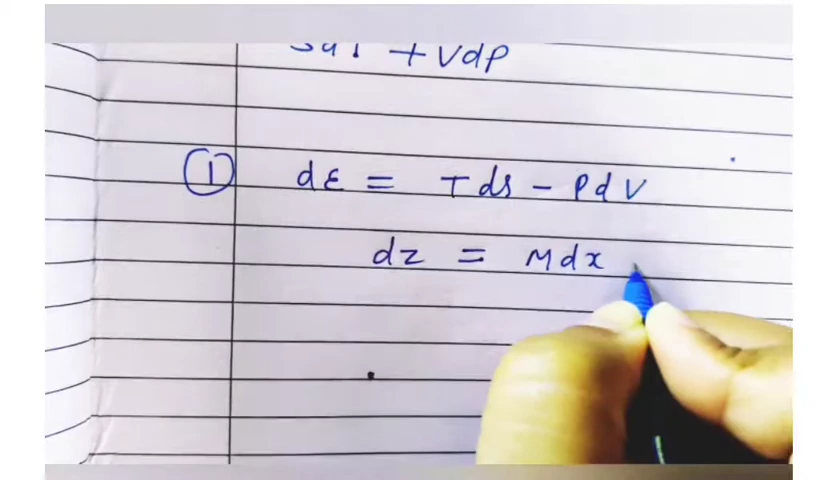 + Vdp
1 dε = Tds - PdV
dz = Mdx